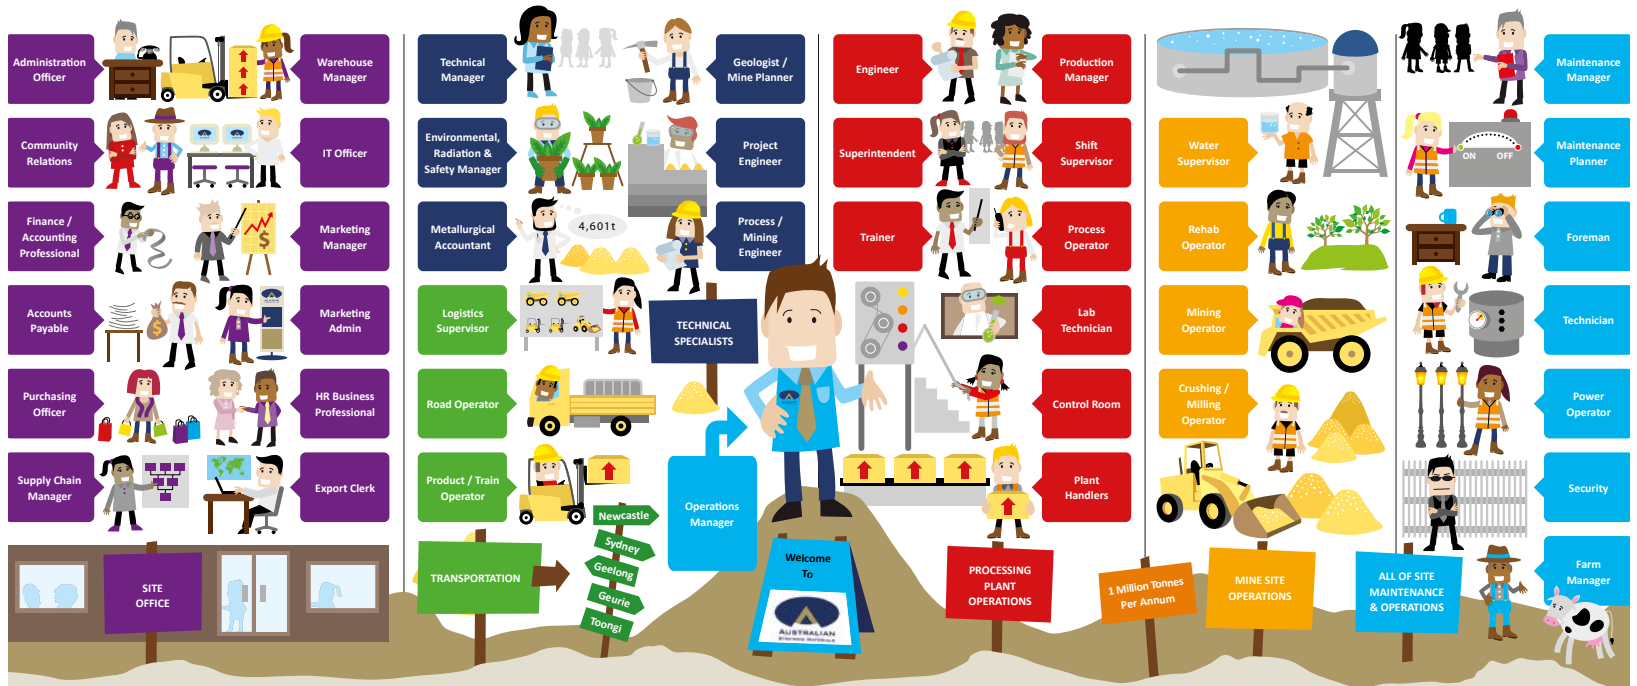 Administration
Officer
Warehouse
Manager
Community
Relations
IT Officer
Finance /
Accounting
Professional
Marketing
Manager
$
Accounts
Payable
$
Marketing
Admin
Purchasing
Officer
HR Business
Professional
Supply Chain
Manager
Export Clerk
SITE
OFFICE
Technical
Manager
Geologist /
Mine Planner
Environmental,
Radiation &
Safety Manager
Project
Engineer
Metallurgical
Accountant
4,601t
Process /
Mining
Engineer
Logistics
Supervisor
TECHNICAL
SPECIALISTS
Road Operator
Product / Train
Operator
Operations
Manager
TRANSPORTATION
Newcastle
Sydney
Geelong
Geurie
Toongi
Welcome
To
AUSTRALIAN
STRATEGIC MATERIALS
Engineer
Production
Manager
Superintendent
Shift
Supervisor
Trainer
Process
Operator
Lab
Technician
Control Room
Plant
Handlers
PROCESSING
PLANT
OPERATIONS
1 Million Tonnes
Per Annum
Water
Supervisor
Rehab
Operator
Mining
Operator
Crushing /
Milling
Operator
MINE SITE
OPERATIONS
Maintenance
Manager
Maintenance
Planner
ON OFF
Foreman
Technician
Power
Operator
Security
Farm
Manager
ALL OF SITE
MAINTENANCE
& OPERATIONS